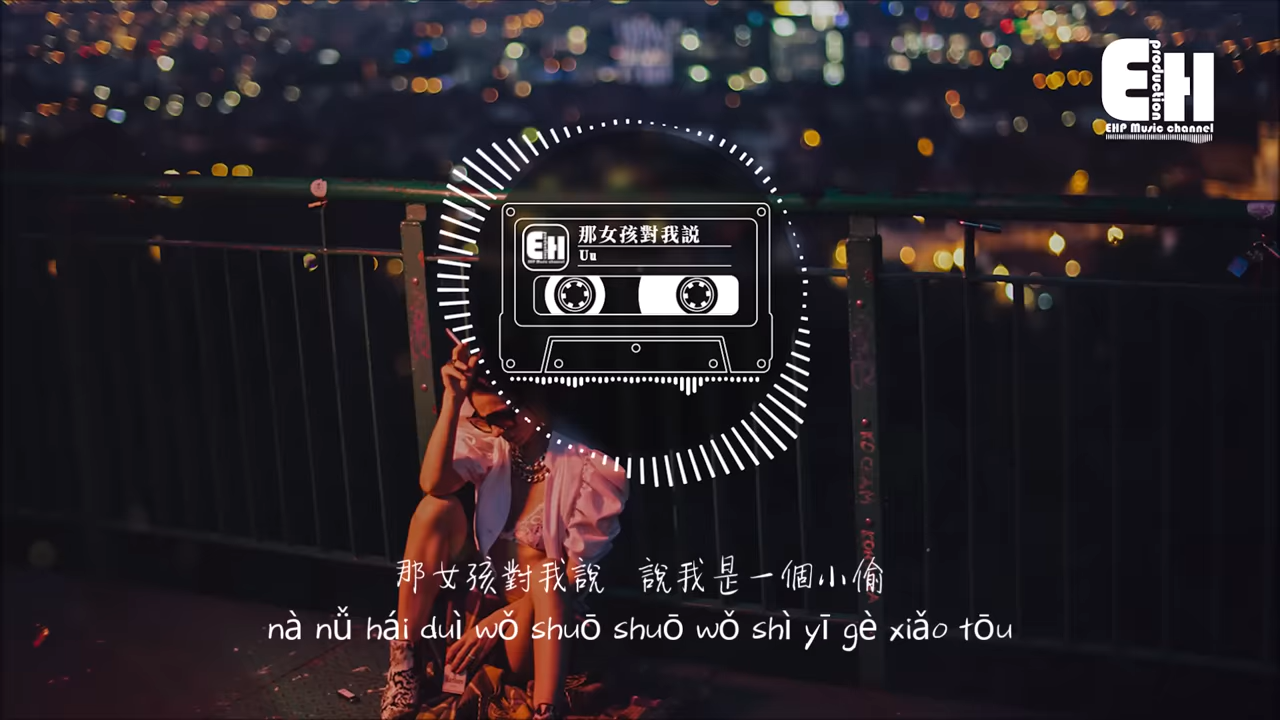 EH
production
EHP Music channel
EH
那女孩對我說
Uu
KC
那女孩對我說 說我是一個小偷
nà nǚ hái duì wǒ shuō shuō wǒ shì yī gè xiǎo tōu